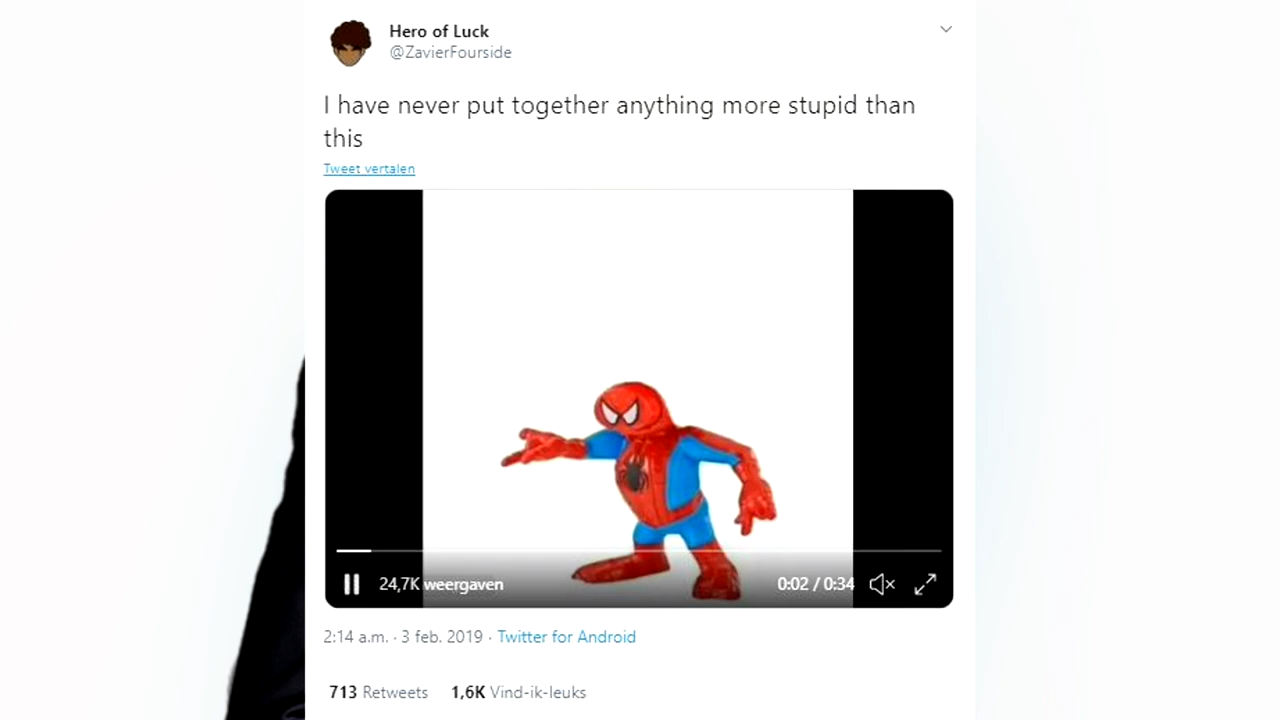 Hero of Luck
@ZavierFourside
I have never put together anything more stupid than
this
Tweet vertalen
24,7K weergaven
0:02 / 0:34
2:14 a.m. · 3 feb. 2019 · Twitter for Android
713 Retweets 1,6K Vind-ik-leuks